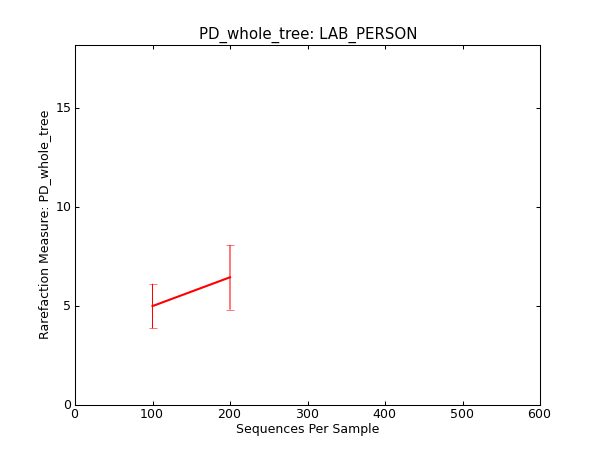 PD_whole_tree: LAB_PERSON
Rarefaction Measure: PD_whole_tree
15
10
5
0
0 100 200 300 400 500 600
Sequences Per Sample